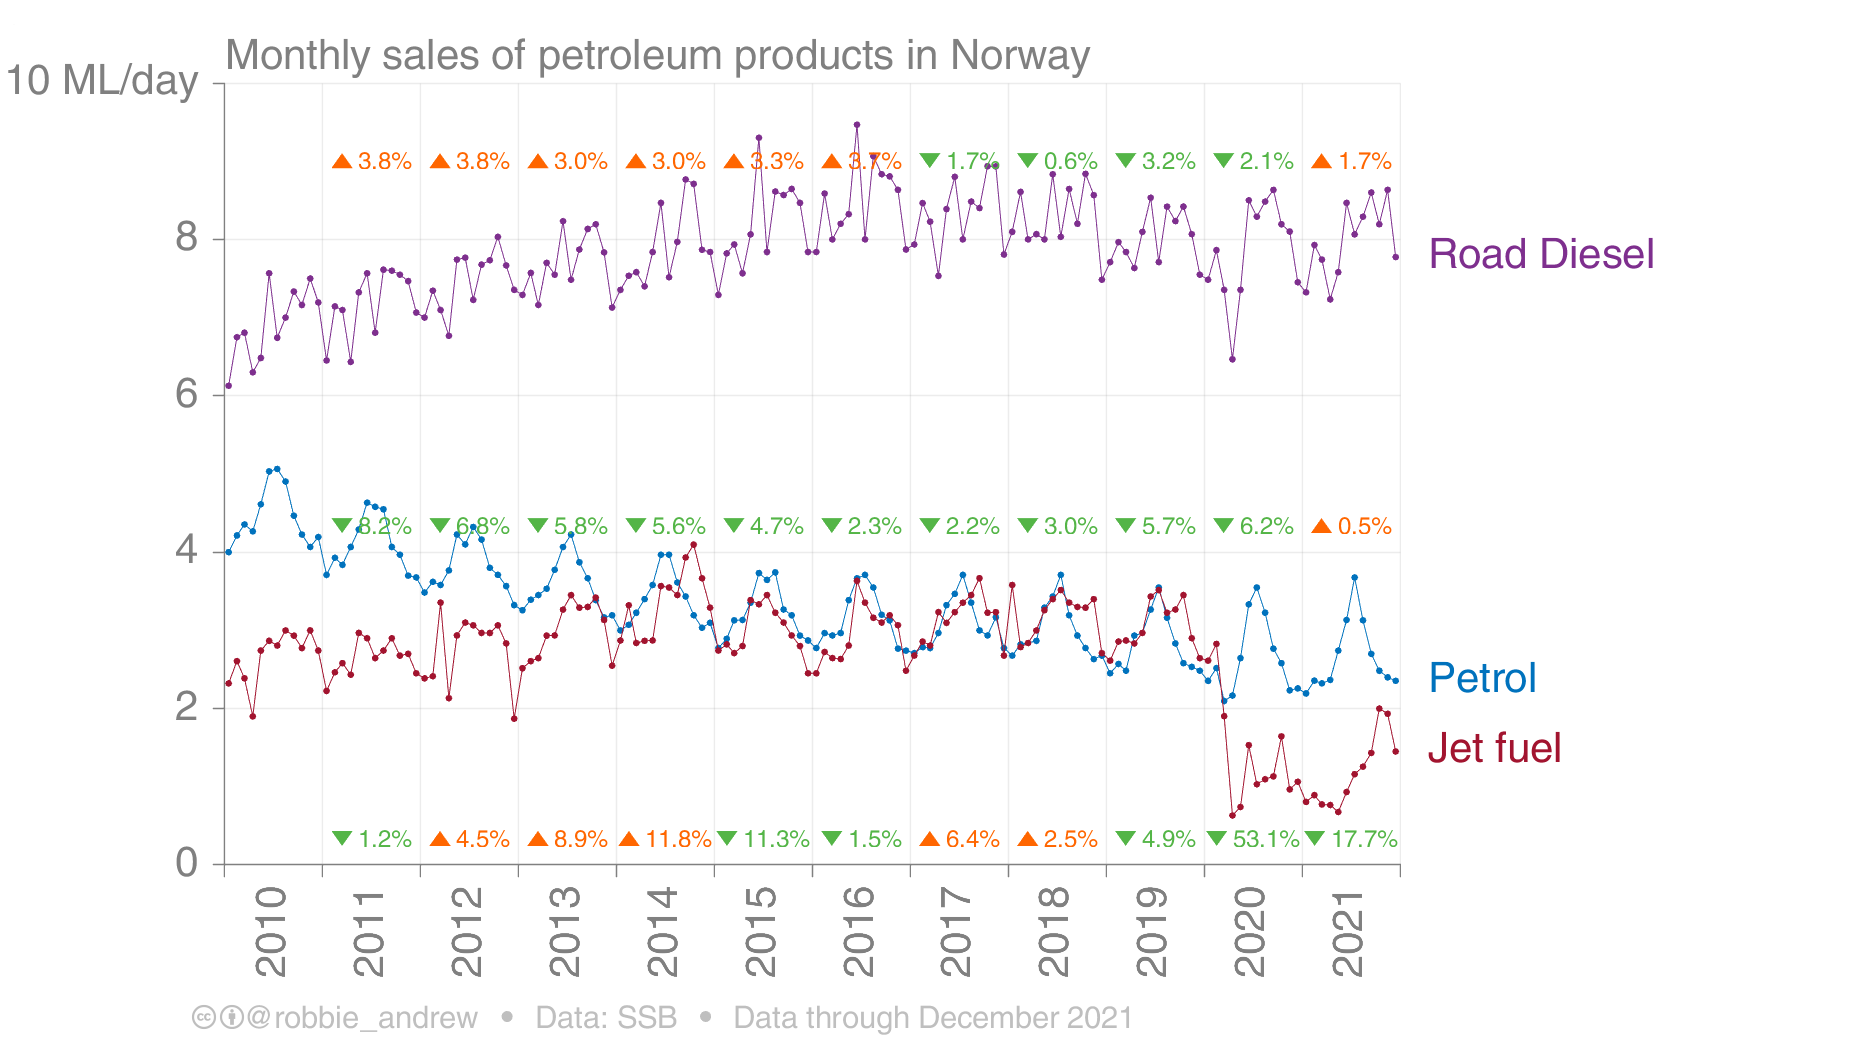 Monthly sales of petroleum products in Norway
10 ML/day
▲ 3.8% ▲ 3.8% ▲ 3.0% ▲ 3.0% ▲ 3.3% ▲ 3.7% ▼ 1.7% ▼ 0.6% ▼ 3.2% ▼ 2.1% ▲ 1.7%
8
Road Diesel
6
▼ 8.2% ▼ 6.8% ▼ 5.8% ▼ 5.6% ▼ 4.7% ▼ 2.3% ▼ 2.2% ▼ 3.0% ▼ 5.7% ▼ 6.2% ▲ 0.5%
4
Petrol
2
Jet fuel
▼ 1.2% ▲ 4.5% ▲ 8.9% ▲ 11.8% ▼ 11.3% ▼ 1.5% ▲ 6.4% ▲ 2.5% ▼ 4.9% ▼ 53.1% ▼ 17.7%
0
2010 2011 2012 2013 2014 2015 2016 2017 2018 2019 2020 2021
@robbie_andrew • Data: SSB • Data through December 2021